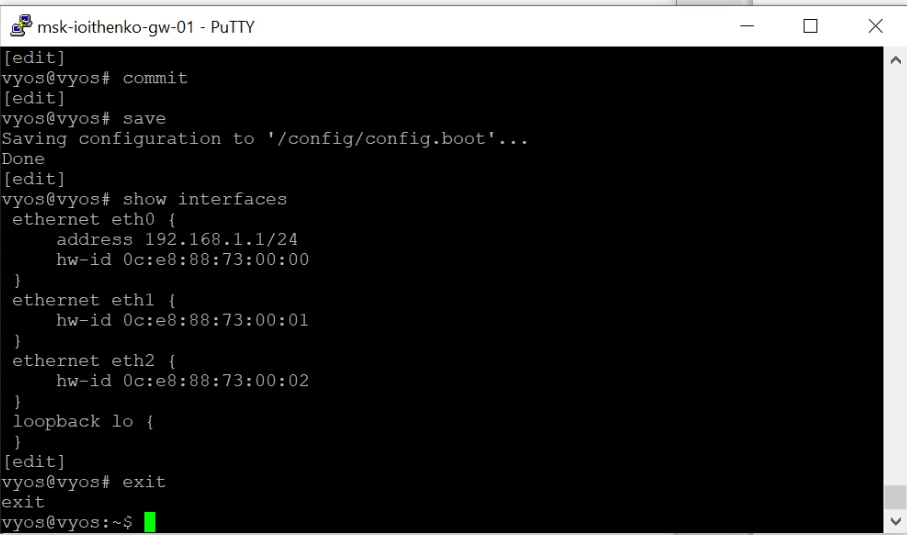 msk-ioithenko-gw-01 - PuTTY
[edit]
vyos@vyos# commit
[edit]
vyos@vyos# save
Saving configuration to '/config/config.boot'...
Done
[edit]
vyos@vyos# show interfaces
 ethernet eth0 {
     address 192.168.1.1/24
     hw-id 0c:e8:88:73:00:00
 }
 ethernet eth1 {
     hw-id 0c:e8:88:73:00:01
 }
 ethernet eth2 {
     hw-id 0c:e8:88:73:00:02
 }
 loopback lo {
 }
[edit]
vyos@vyos# exit
exit
vyos@vyos:~$